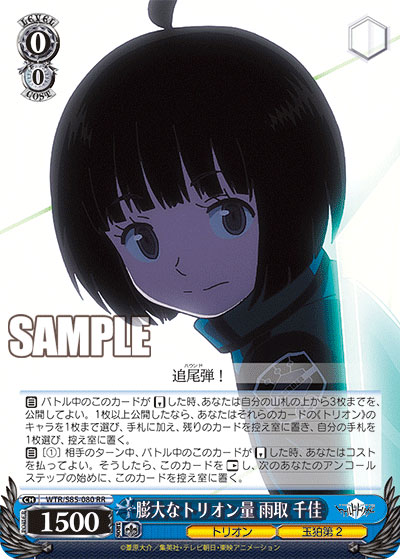 LEVEL
0
0
COST
SAMPLE
ハウンド
追尾弾！
自 バトル中のこのカードが した時、あなたは自分の山札の上から3枚までを、
公開してよい。1枚以上公開したなら、あなたはそれらのカードの《トリオン》の
キャラを1枚まで選び、手札に加え、残りのカードを控え室に置き、自分の手札を
1枚選び、控え室に置く。
自 [①] 相手のターン中、バトル中のこのカードが した時、あなたはコスト
を払ってよい。そうしたら、このカードを し、次のあなたのアンコール
ステップの始めに、このカードを控え室に置く。
CH WTR/S85-080 RR
1500
膨大なトリオン量 雨取 千佳
トリオン
玉狛第2
©葦原大介／集英社・テレビ朝日・東映アニメーション